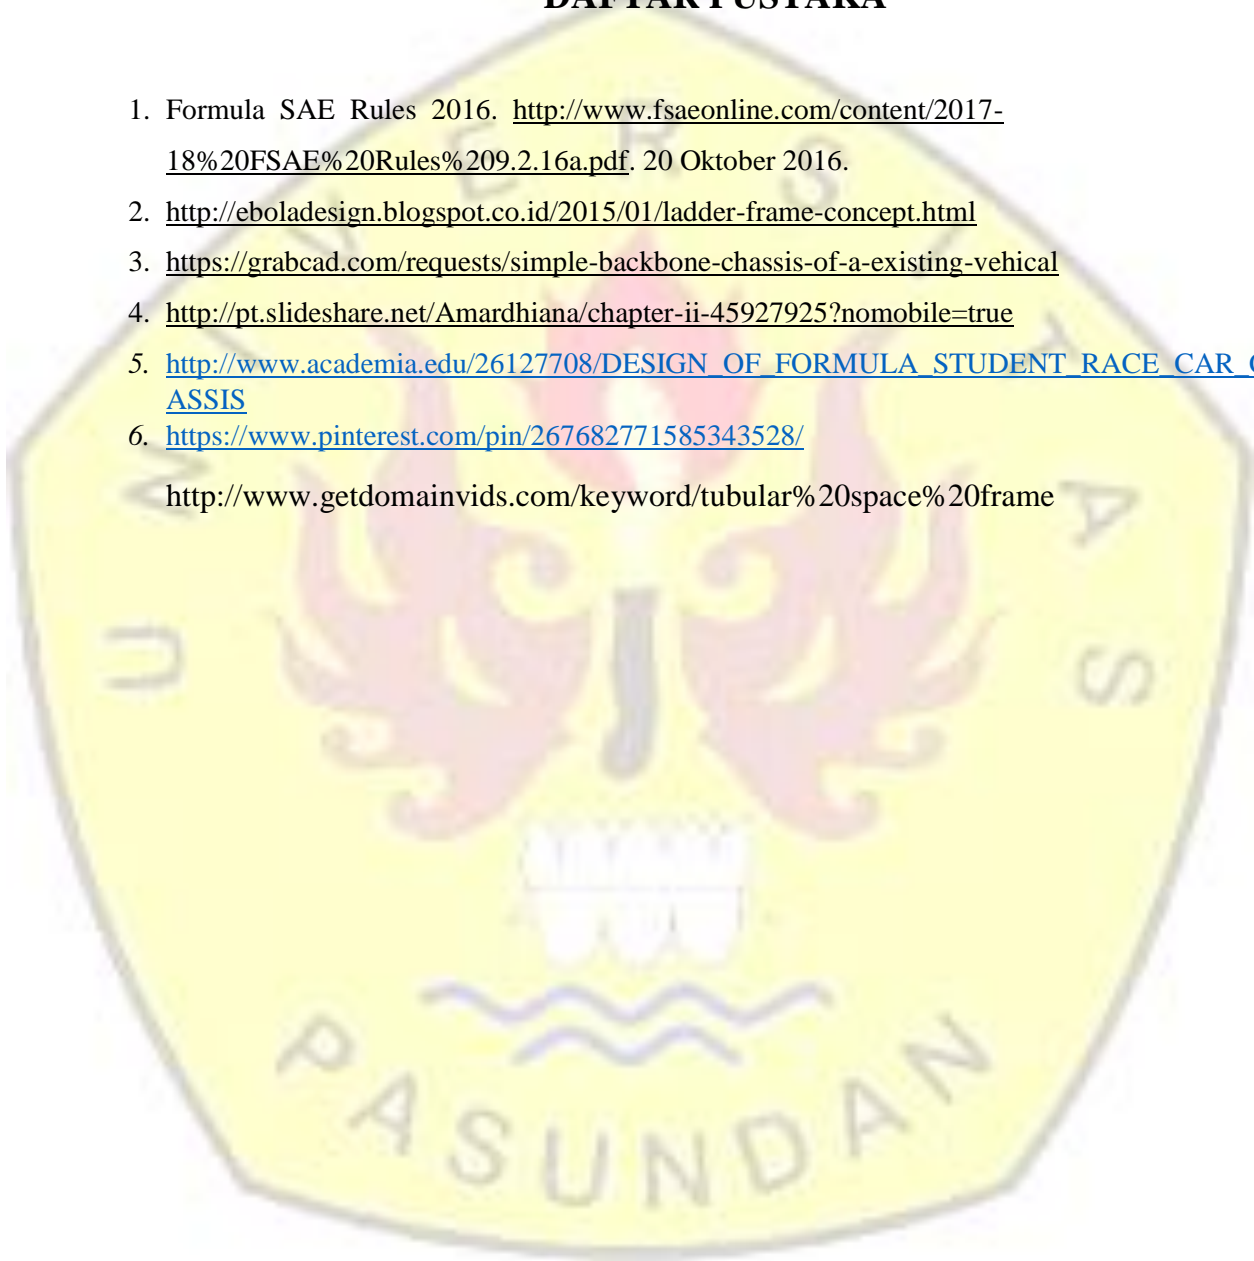 DAFTAR PUSTAKA
1. Formula SAE Rules 2016. http://www.fsaeonline.com/content/2017-
18%20FSAE%20Rules%209.2.16a.pdf. 20 Oktober 2016.
2. http://eboladesign.blogspot.co.id/2015/01/ladder-frame-concept.html
3. https://grabcad.com/requests/simple-backbone-chassis-of-a-existing-vehical
4. http://pt.slideshare.net/Amardhiana/chapter-ii-45927925?nomobile=true
5. http://www.academia.edu/26127708/DESIGN_OF_FORMULA_STUDENT_RACE_CAR_
ASSIS
6. https://www.pinterest.com/pin/267682771585343528/
http://www.getdomainvids.com/keyword/tubular%20space%20frame
UNIVERSITAS
PASUNDAN